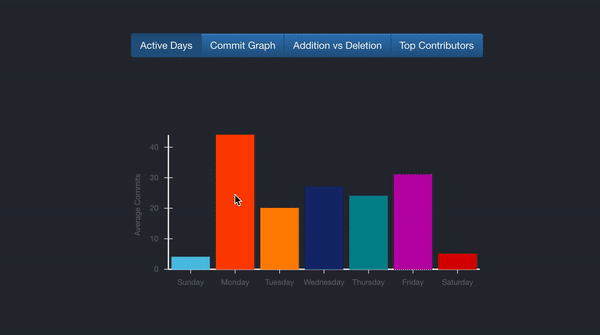 Active Days
Commit Graph
Addition vs Deletion
Top Contributors
Average Commits
40
30
20
10
0
Sunday
Monday
Tuesday
Wednesday
Thursday
Friday
Saturday